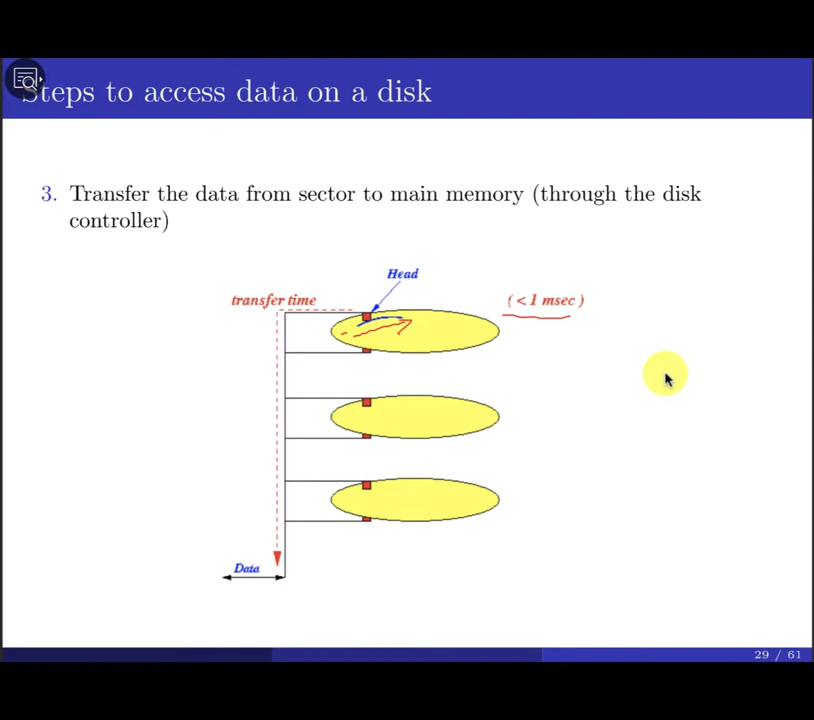 Steps to access data on a disk
3. Transfer the data from sector to main memory (through the disk
controller)
Head
transfer time
( < 1 msec )
Data
29 / 61